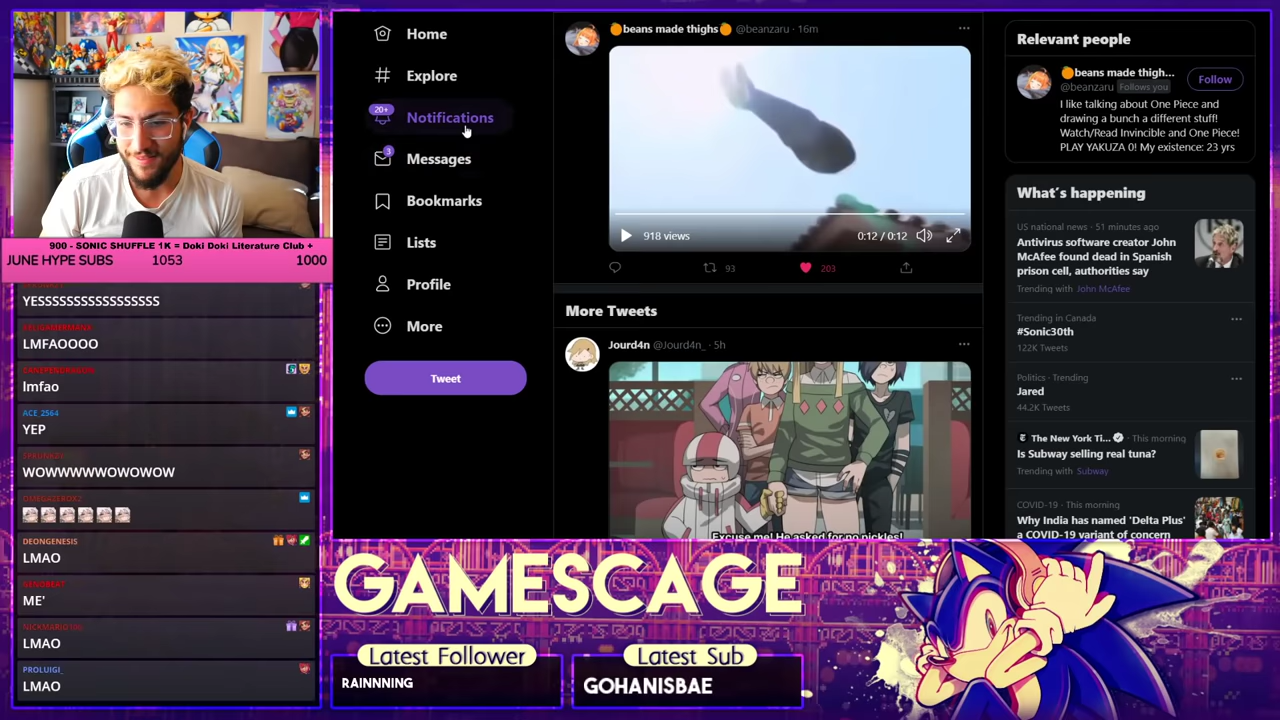 900 - SONIC SHUFFLE 1K = Doki Doki Literature Club +
JUNE HYPE SUBS 1053 1000
YESSSSSSSSSSSSSSSSSS
LMFAOOOO
lmfao
ACE_2564
YEP
WOWWWWWOWOWOW
OMEGAZEROX2
DEONGENESIS
LMAO
SENOBEAT
ME'
LMAO
PROLUIGI_
LMAO
Home
Explore
20+
Notifications
3
Messages
Bookmarks
Lists
Profile
More
Tweet
beans made thighs @beanzaru · 16m
918 views 0:12 / 0:12
93 203
More Tweets
Jourd4n @Jourd4n_ · 5h
Excuse me! He asked for no pickles!
Relevant people
beans made thigh...
@beanzaru Follows you
Follow
I like talking about One Piece and
drawing a bunch a different stuff!
Watch/Read Invincible and One Piece!
PLAY YAKUZA 0! My existence: 23 yrs
What's happening
US national news · 51 minutes ago
Antivirus software creator John
McAfee found dead in Spanish
prison cell, authorities say
Trending with John McAfee
Trending in Canada
#Sonic30th
122K Tweets
Politics · Trending
Jared
44.2K Tweets
The New York Ti... · This morning
Is Subway selling real tuna?
Trending with Subway
COVID-19 · This morning
Why India has named 'Delta Plus'
a COVID-19 variant of concern
GAMESCAGE
Latest Follower
RAINNNING
Latest Sub
GOHANISBAE